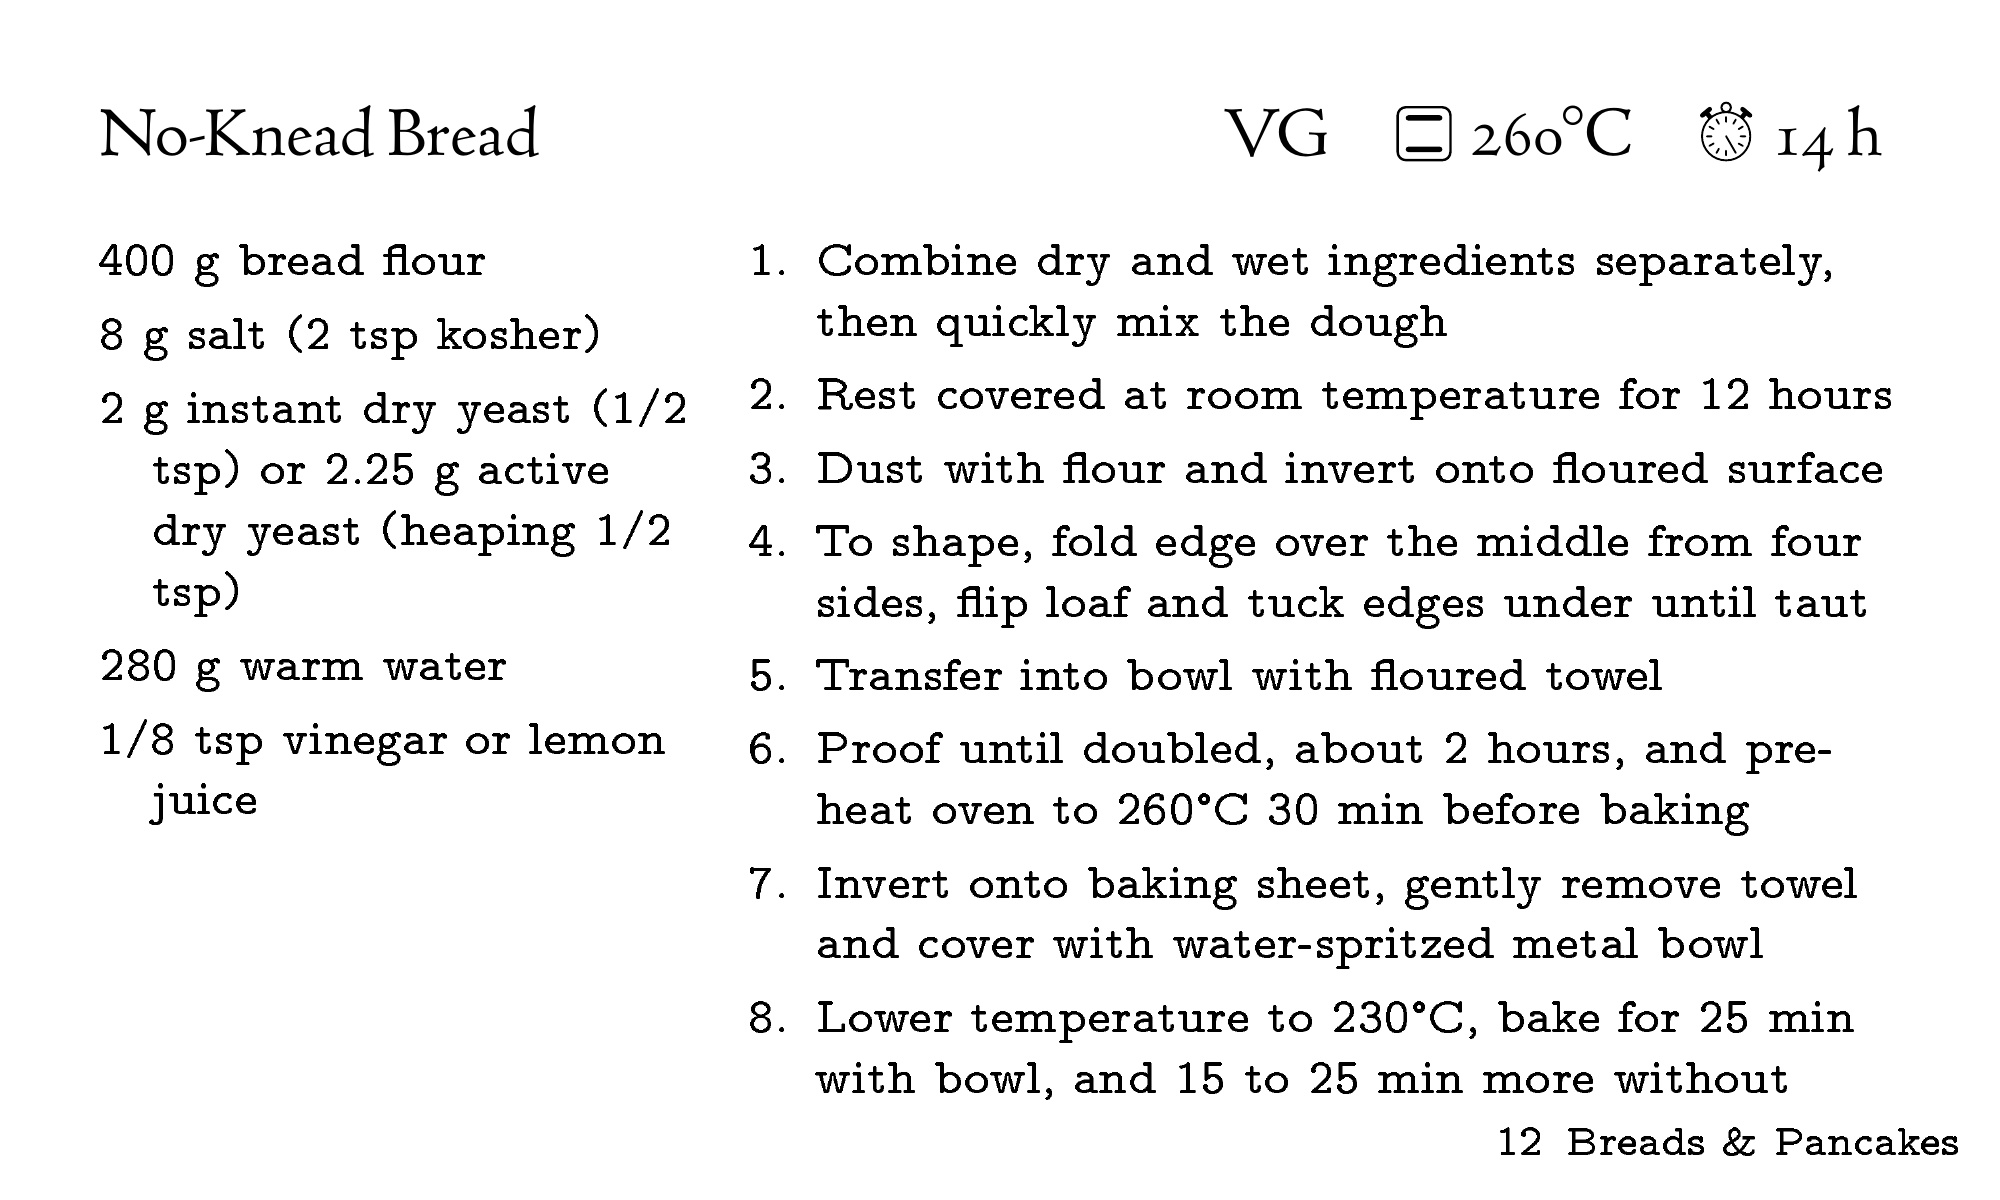 No-Knead Bread
VG 260°C 14 h
400 g bread flour
8 g salt (2 tsp kosher)
2 g instant dry yeast (1/2
tsp) or 2.25 g active
dry yeast (heaping 1/2
tsp)
280 g warm water
1/8 tsp vinegar or lemon
juice
1. Combine dry and wet ingredients separately,
then quickly mix the dough
2. Rest covered at room temperature for 12 hours
3. Dust with flour and invert onto floured surface
4. To shape, fold edge over the middle from four
sides, flip loaf and tuck edges under until taut
5. Transfer into bowl with floured towel
6. Proof until doubled, about 2 hours, and pre-
heat oven to 260°C 30 min before baking
7. Invert onto baking sheet, gently remove towel
and cover with water-spritzed metal bowl
8. Lower temperature to 230°C, bake for 25 min
with bowl, and 15 to 25 min more without
12 Breads & Pancakes